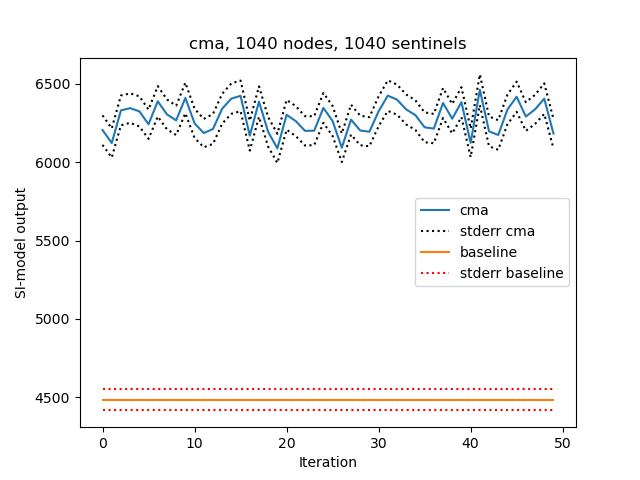 cma, 1040 nodes, 1040 sentinels
6500
6000
5500
5000
4500
SI-model output
cma
stderr cma
baseline
stderr baseline
0 10 20 30 40 50
Iteration